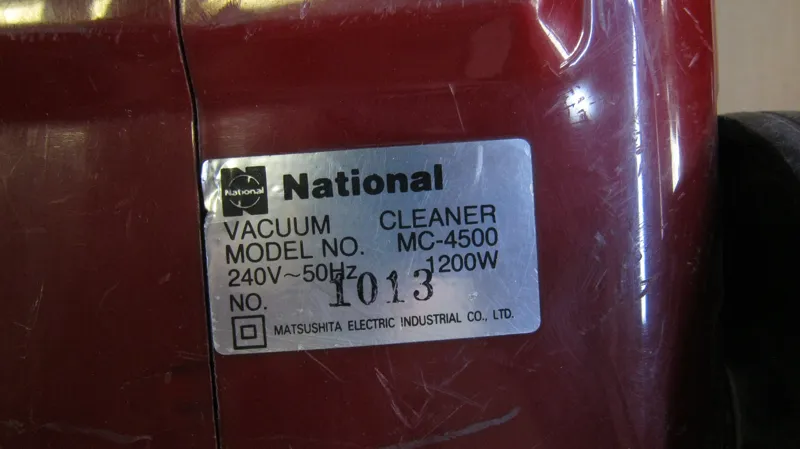 National National
VACUUM CLEANER
MODEL NO. MC-4500
240V~50Hz 1200W
NO. 1013
MATSUSHITA ELECTRIC INDUSTRIAL CO., LTD.